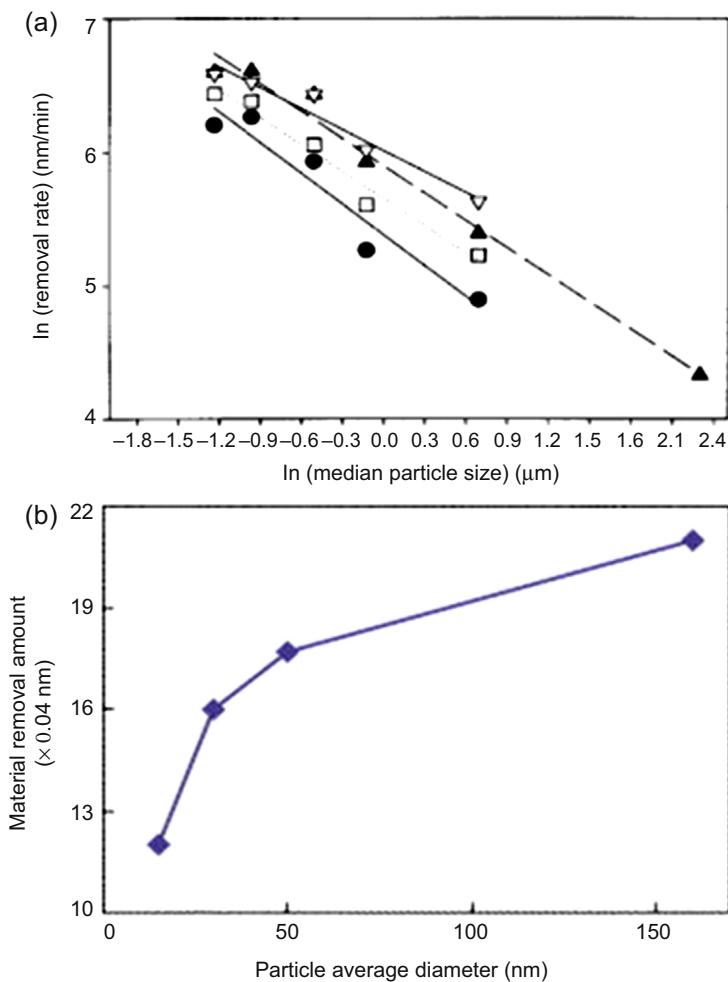 (a)
7
6
5
4
ln (removal rate) (nm/min)
–1.8 –1.5 –1.2 –0.9 –0.6 –0.3 0.0 0.3 0.6 0.9 1.2 1.5 1.8 2.1 2.4
ln (median particle size) (μm)
(b)
22
19
16
13
10
Material removal amount
(× 0.04 nm)
0 50 100 150
Particle average diameter (nm)